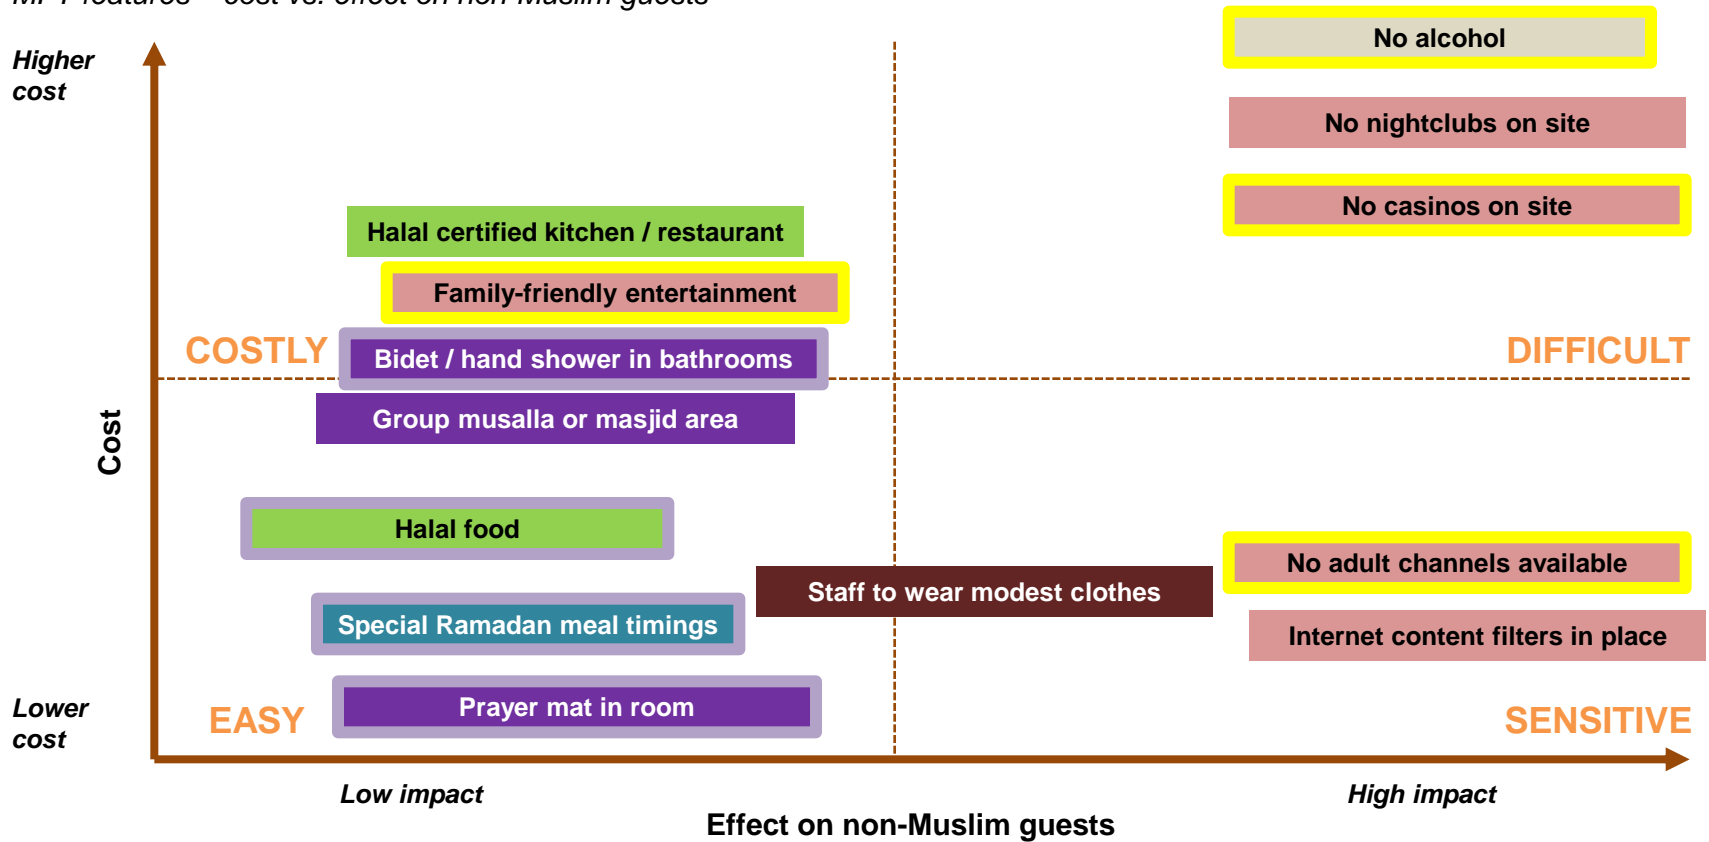 Higher
cost
No alcohol
No nightclubs on site
No casinos on site
Halal certified kitchen / restaurant
Family-friendly entertainment
COSTLY
Bidet / hand shower in bathrooms
DIFFICULT
Group musalla or masjid area
Cost
Halal food
No adult channels available
Staff to wear modest clothes
Special Ramadan meal timings
Internet content filters in place
Lower
cost
EASY
Prayer mat in room
SENSITIVE
Low impact
High impact
Effect on non-Muslim guests